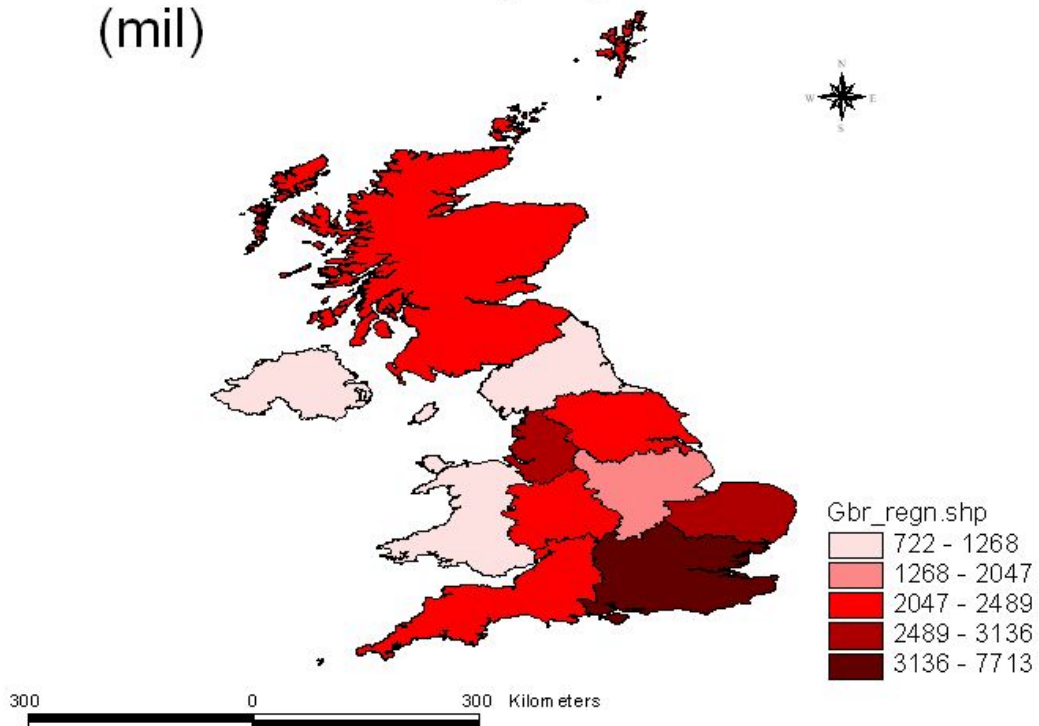 (mil)
N
W E
S
Gbr_regn.shp
722 - 1268
1268 - 2047
2047 - 2489
2489 - 3136
3136 - 7713
300 0 300 Kilometers